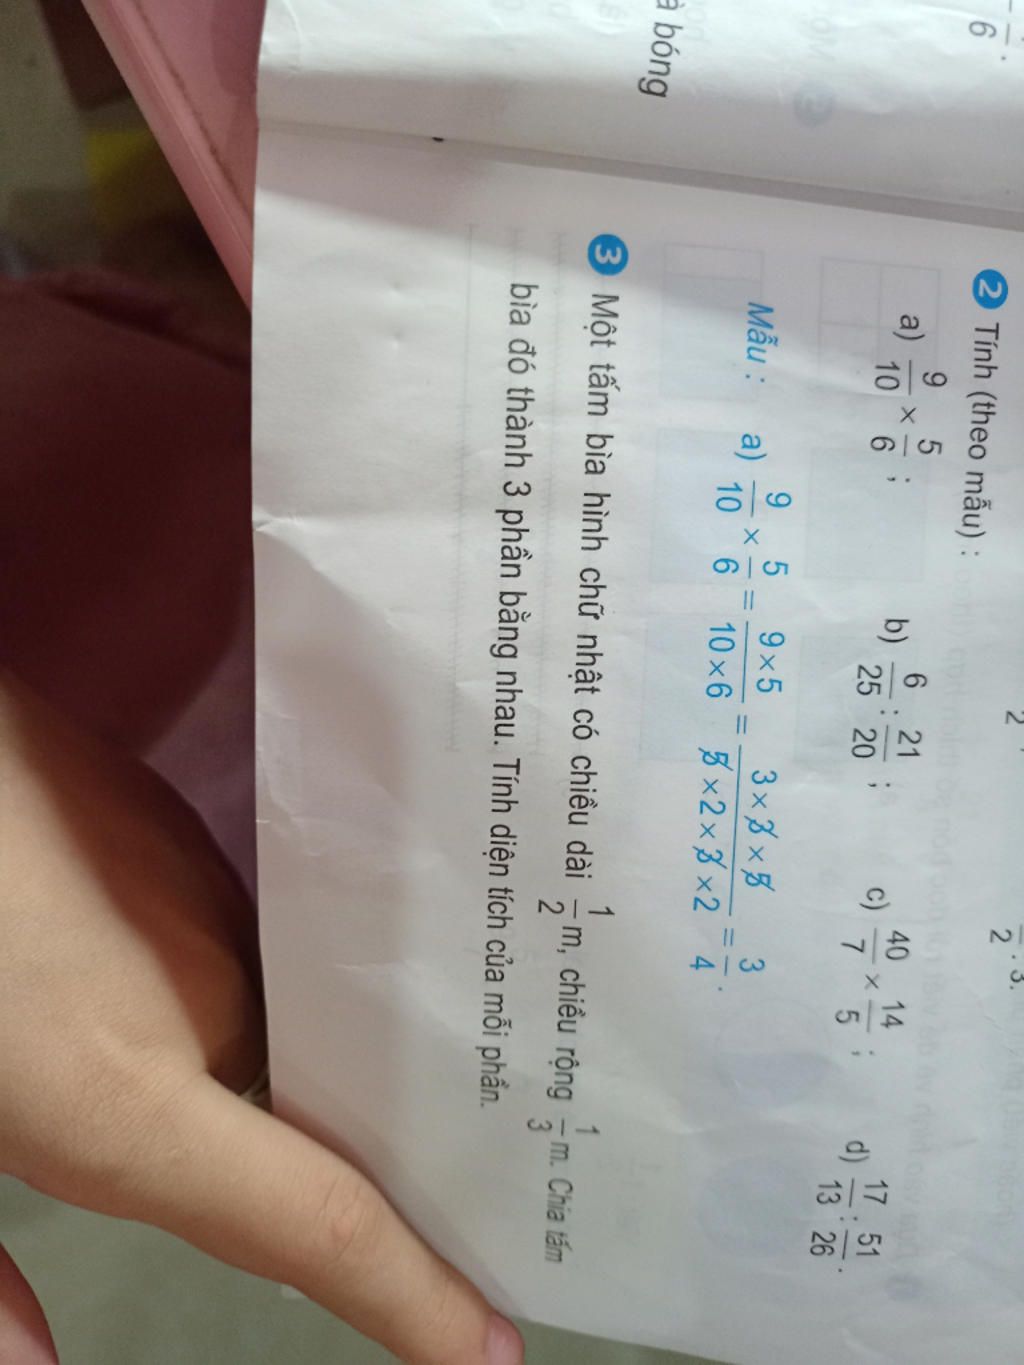 à bóng
6.
2 Tính (theo mẫu) :
a) 9/10 × 5/6 ; b) 6/25 : 21/20 ; c) 40/7 × 14/5 ; d) 17/13 : 51/26 .
Mẫu : a) 9/10 × 5/6 = 9×5/10×6 = 3×3×5/5×2×3×2 = 3/4 .
3 Một tấm bìa hình chữ nhật có chiều dài 1/2 m, chiều rộng 1/3 m. Chia tấm
bìa đó thành 3 phần bằng nhau. Tính diện tích của mỗi phần.